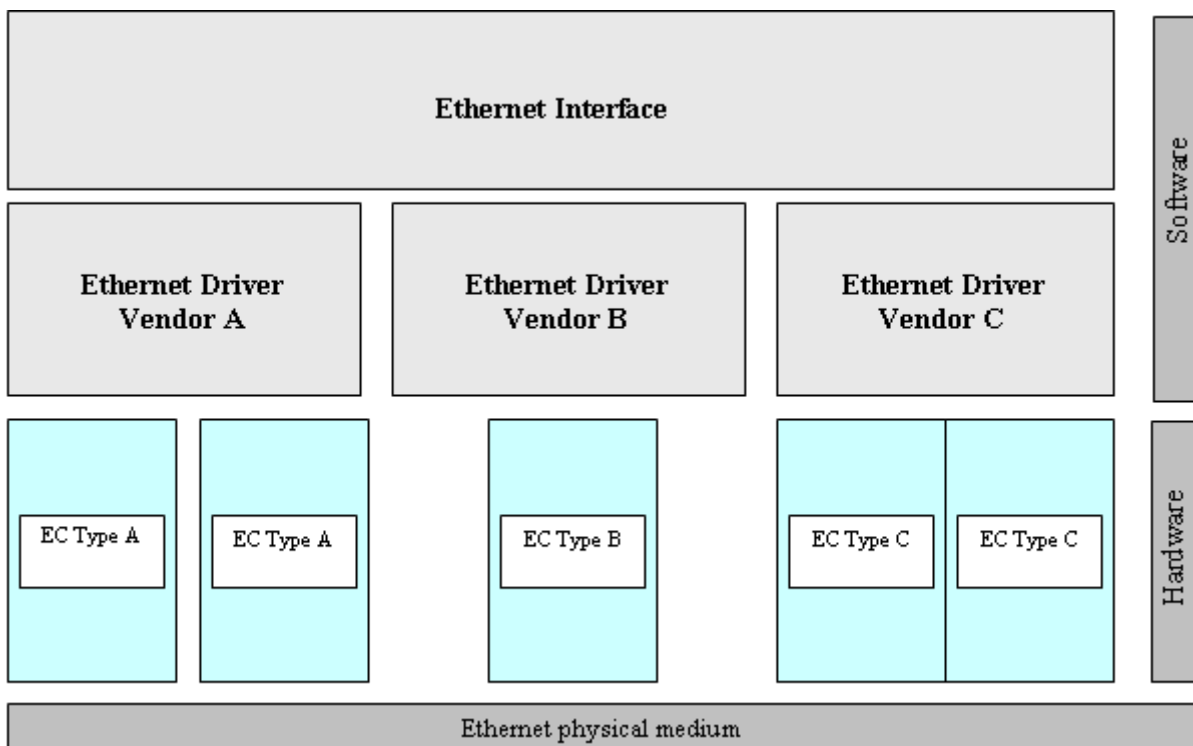 Ethernet Interface
Software
Ethernet Driver
Vendor A
Ethernet Driver
Vendor B
Ethernet Driver
Vendor C
EC Type A
EC Type A
EC Type B
EC Type C
EC Type C
Hardware
Ethernet physical medium